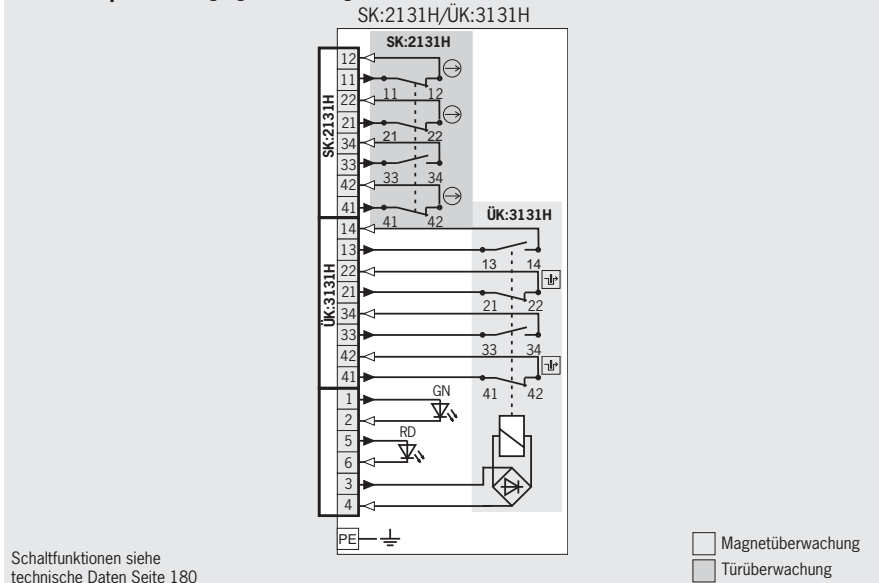 SK:2131H/ÜK:3131H
SK:2131H
12
11
11 12
22
21
21 22
34
33
33 34
42
41
41 42
SK:2131H
ÜK:3131H
14
13
13 14
22
21
21 22
34
33
33 34
42
41
41 42
ÜK:3131H
1
GN
2
5
RD
6
3
4
PE
Schaltfunktionen siehe
technische Daten Seite 180
Magnetüberwachung
Türüberwachung